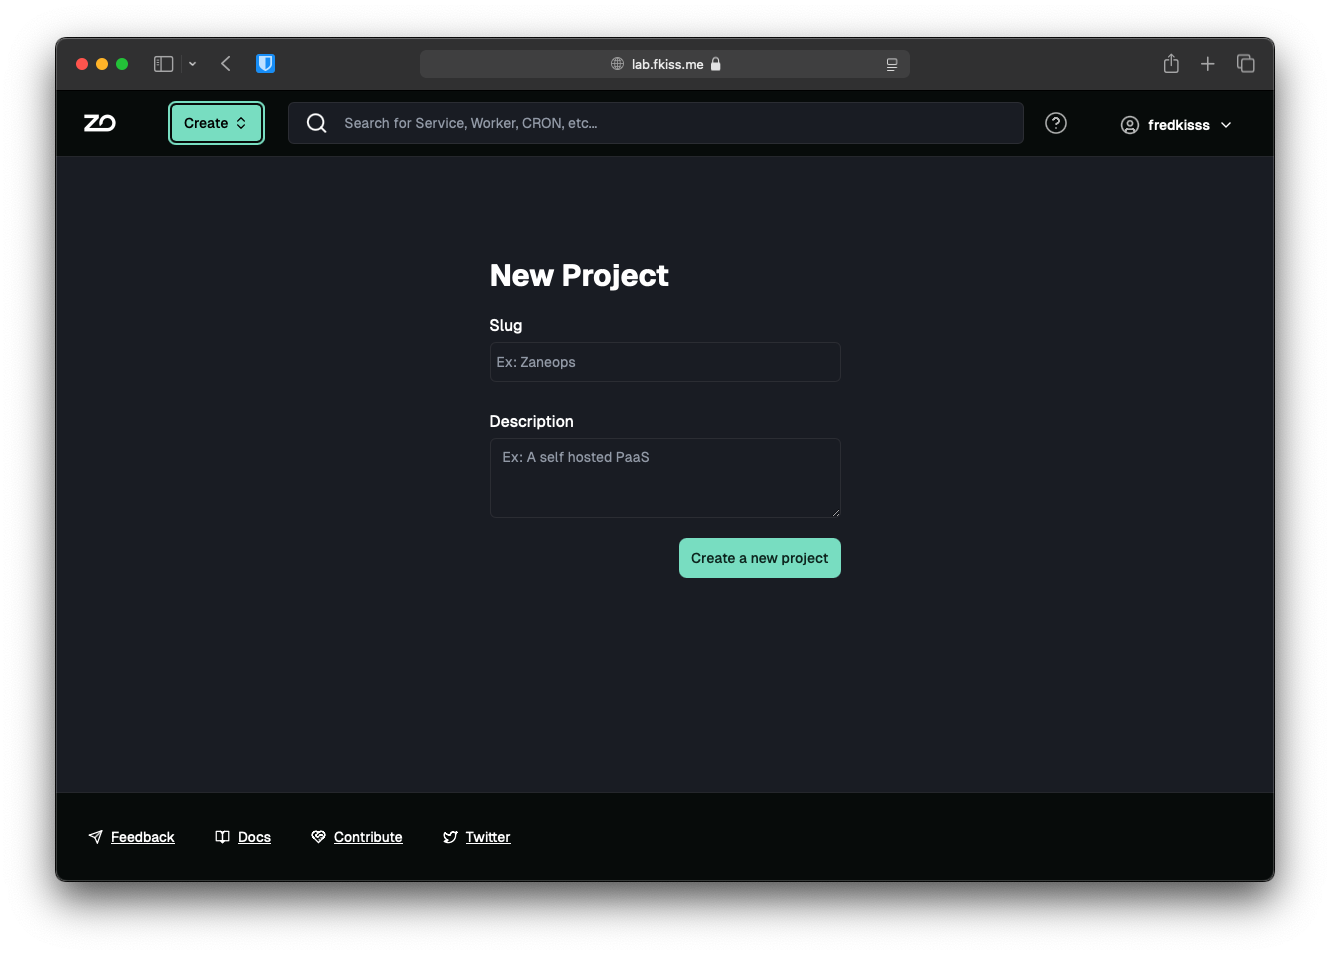 lab.fkiss.me
ZO
Create
Search for Service, Worker, CRON, etc...
fredkisss
New Project
Slug
Ex: Zaneops
Description
Ex: A self hosted PaaS
Create a new project
Feedback
Docs
Contribute
Twitter